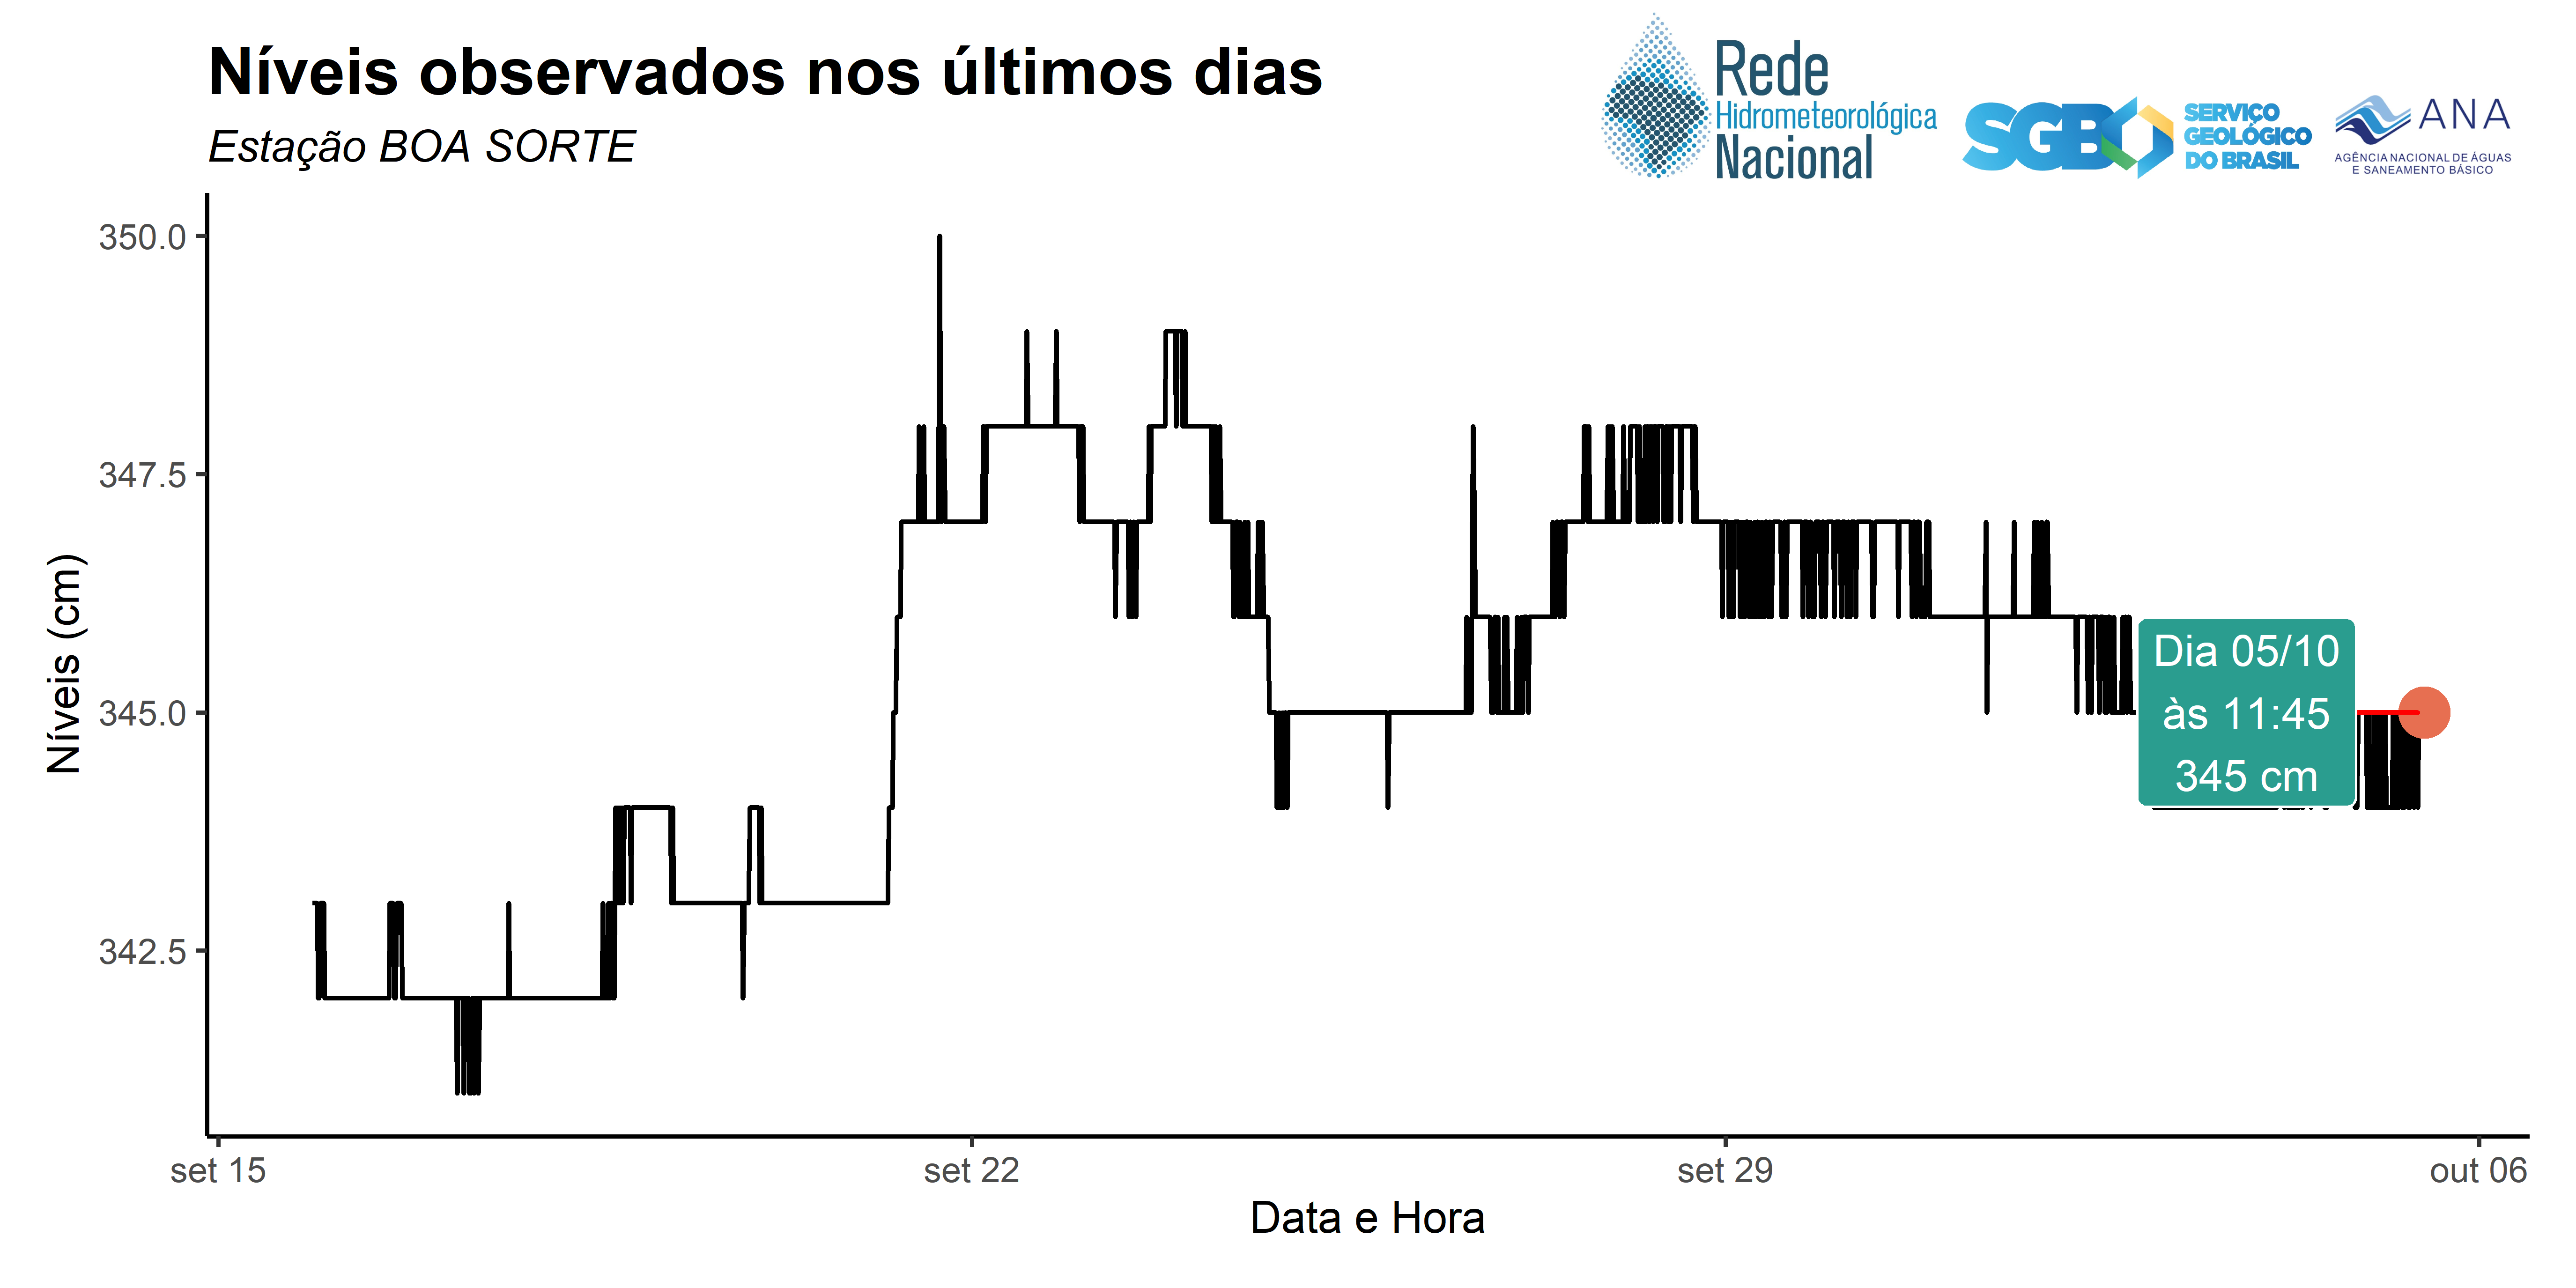 Níveis observados nos últimos dias
Estação BOA SORTE
Rede
Hidrometeorológica
Nacional
SGB
SERVIÇO
GEOLÓGICO
DO BRASIL
ANA
AGÊNCIA NACIONAL DE ÁGUAS
E SANEAMENTO BÁSICO
Níveis (cm)
350.0
347.5
345.0
342.5
Dia 05/10
às 11:45
345 cm
set 15
set 22
set 29
out 06
Data e Hora